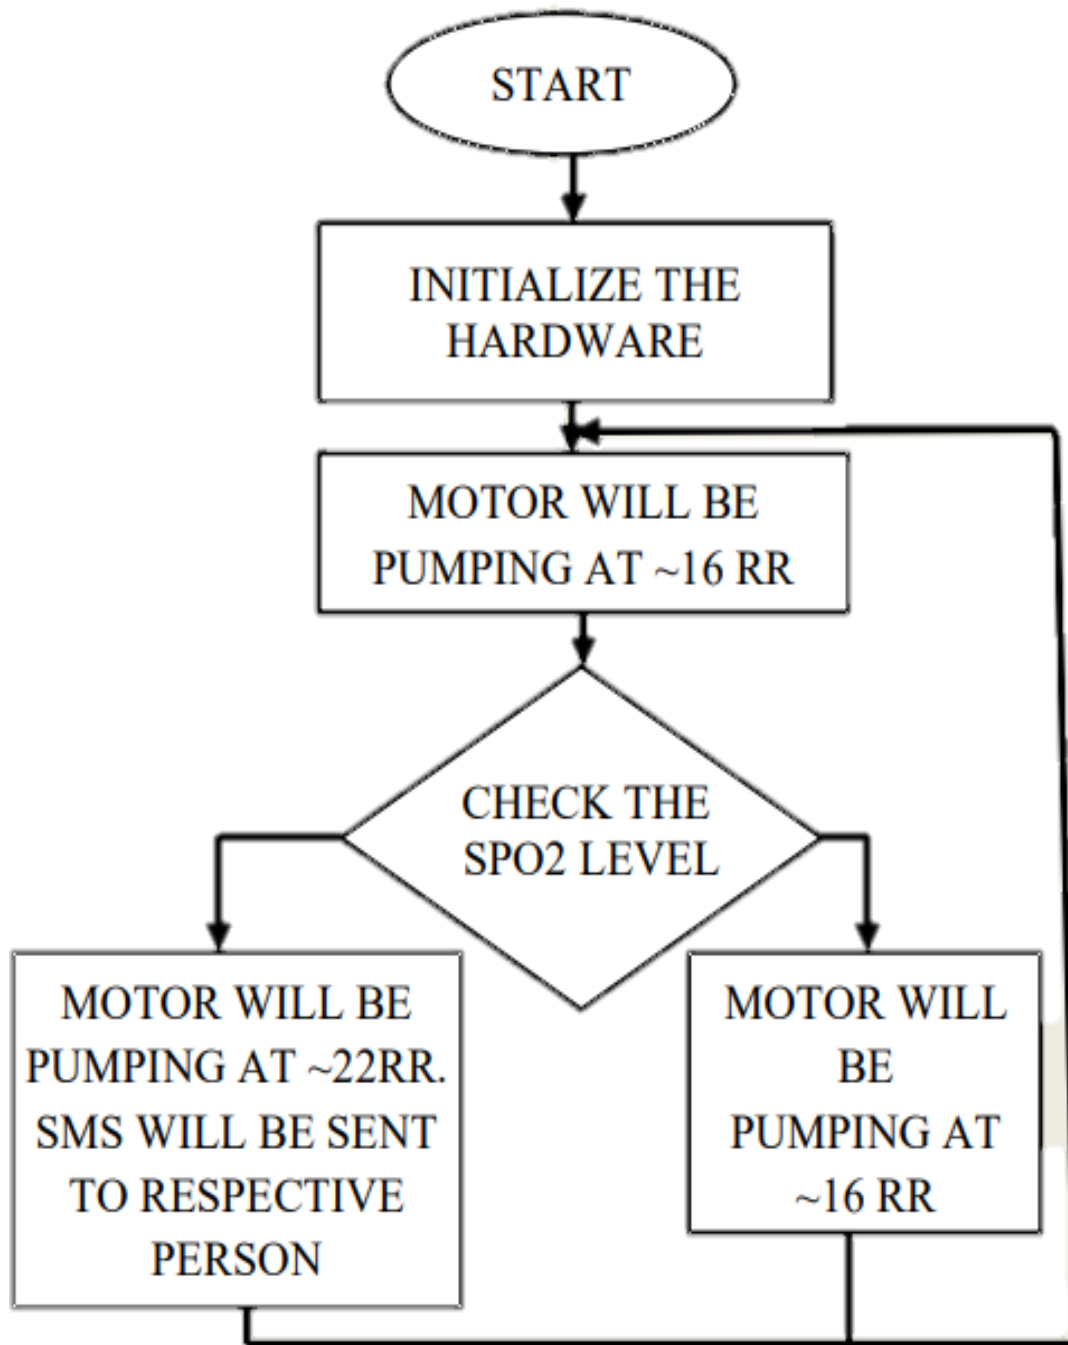 START
INITIALIZE THE
HARDWARE
MOTOR WILL BE
PUMPING AT ~16 RR
CHECK THE
SPO2 LEVEL
MOTOR WILL BE
PUMPING AT ~22RR.
SMS WILL BE SENT
TO RESPECTIVE
PERSON
MOTOR WILL
BE
PUMPING AT
~16 RR